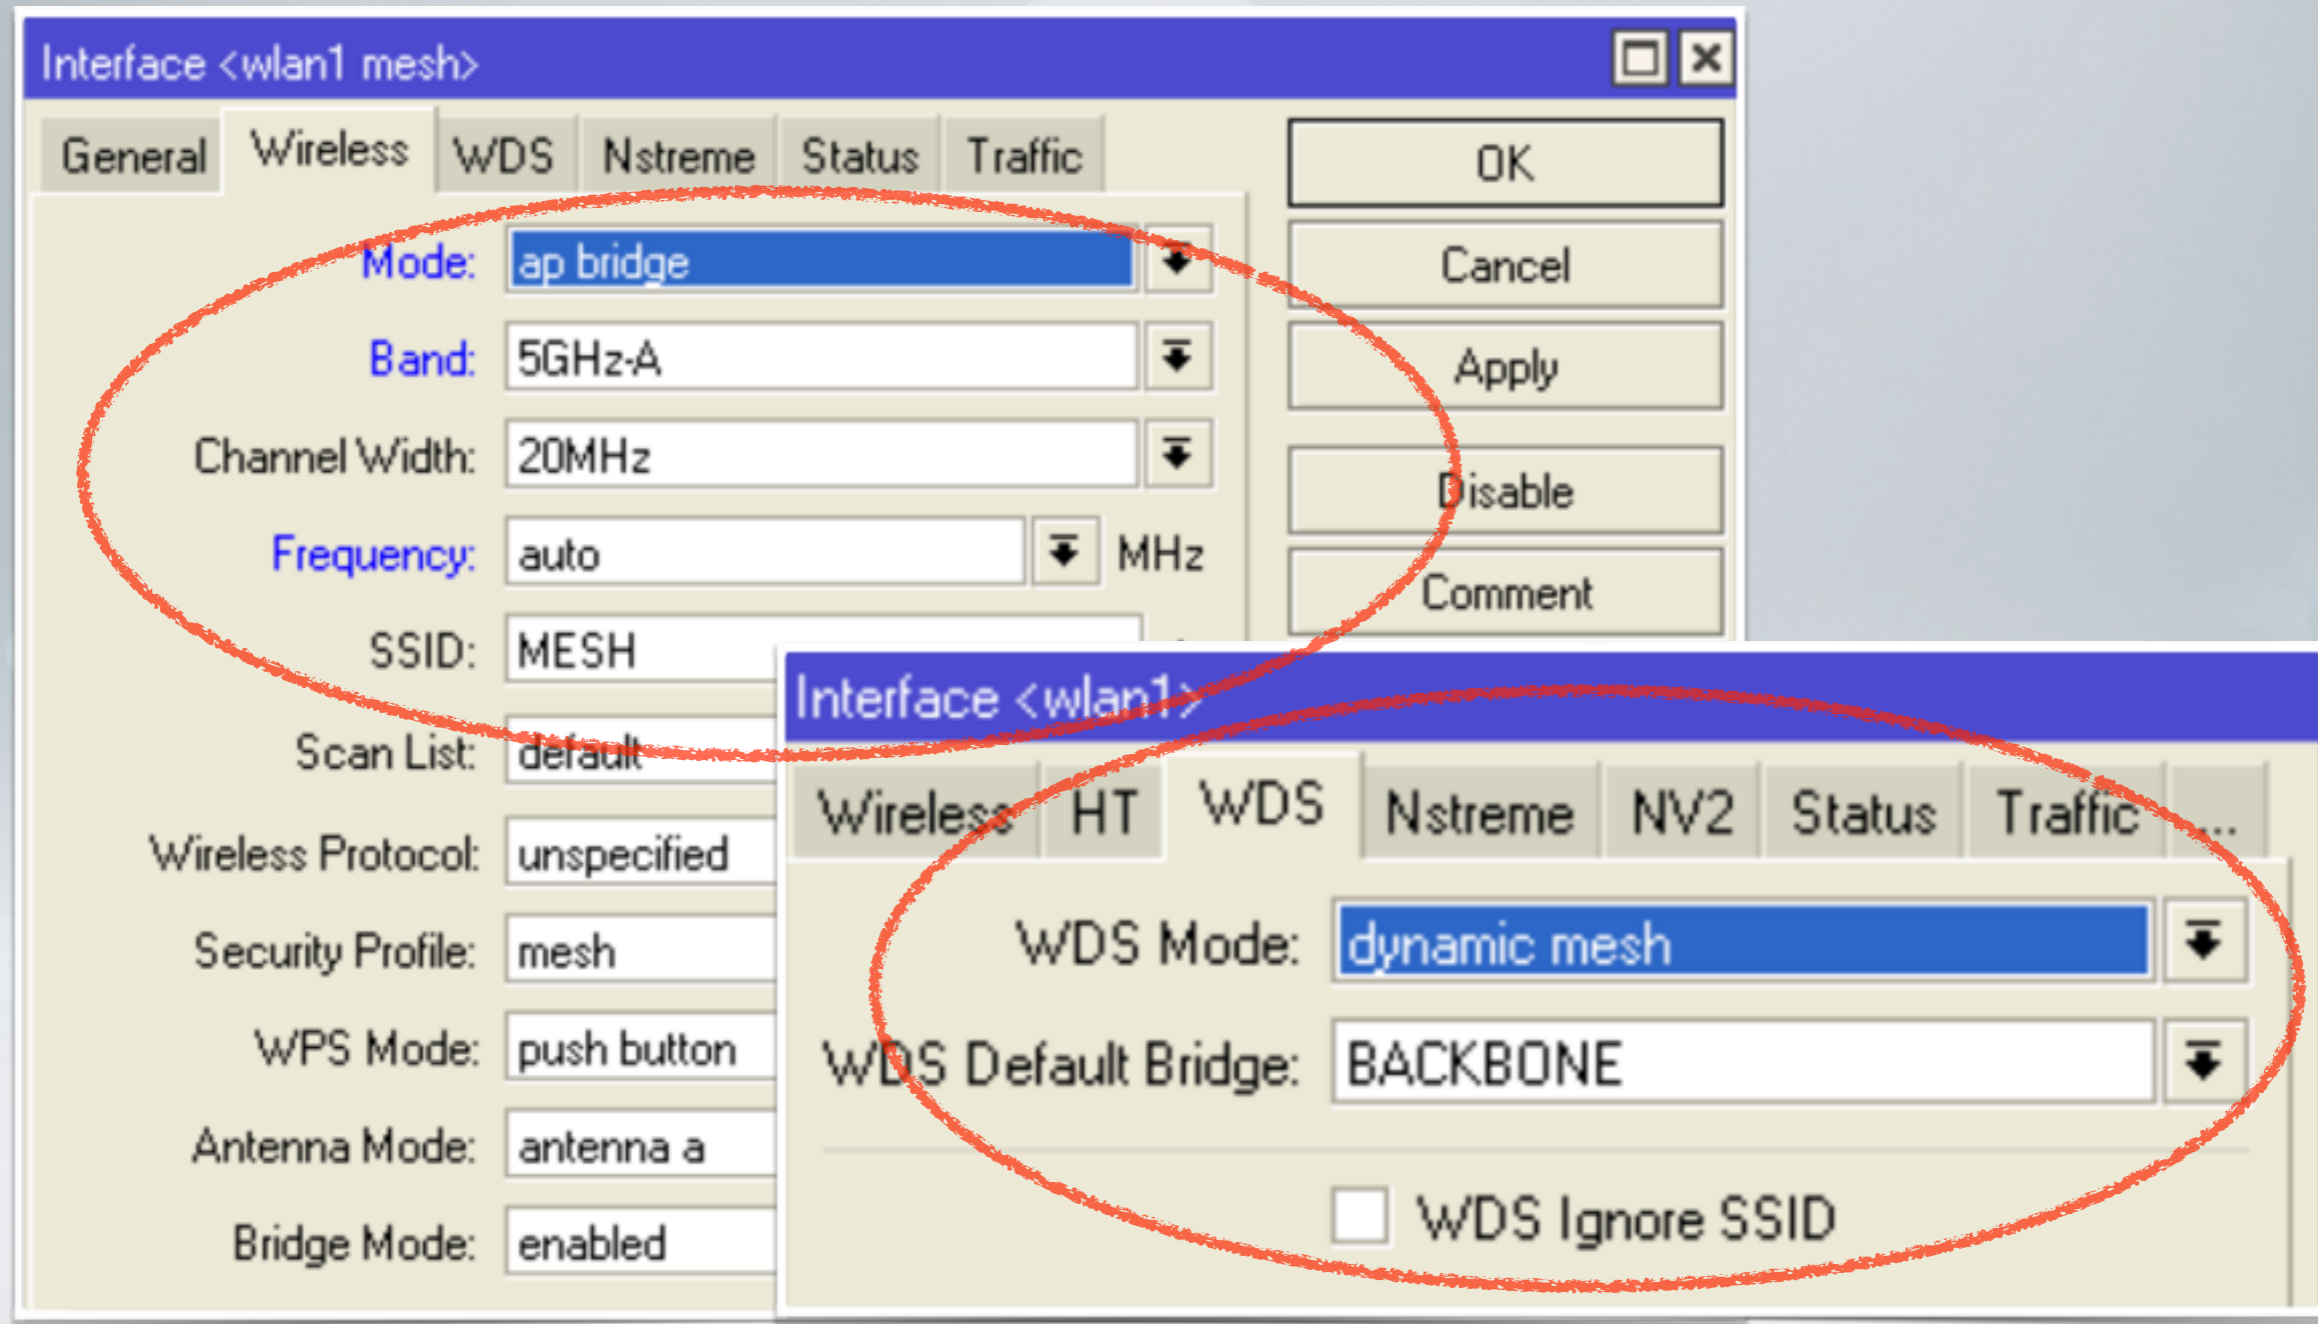 Interface <wlan1 mesh>
General Wireless WDS Nstreme Status Traffic
OK
Cancel
Apply
Disable
Comment
Mode: ap bridge
Band: 5GHz-A
Channel Width: 20MHz
Frequency: auto MHz
SSID: MESH
Scan List: default
Wireless Protocol: unspecified
Security Profile: mesh
WPS Mode: push button
Antenna Mode: antenna a
Bridge Mode: enabled
Interface <wlan1>
Wireless HT WDS Nstreme NV2 Status Traffic ...
WDS Mode: dynamic mesh
WDS Default Bridge: BACKBONE
WDS Ignore SSID